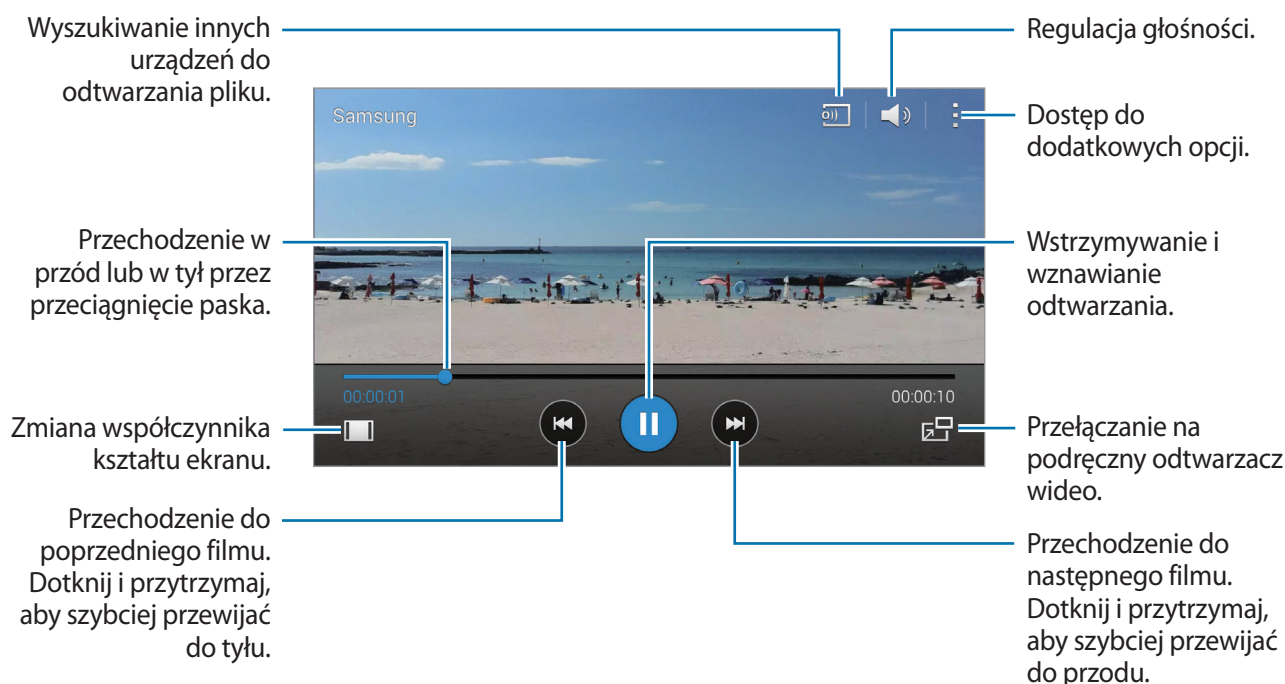 Wyszukiwanie innych
urządzeń do
odtwarzania pliku.
Regulacja głośności.
Samsung
Dostęp do
dodatkowych opcji.
Przechodzenie w
przód lub w tył przez
przeciągnięcie paska.
Wstrzymywanie i
wznawianie
odtwarzania.
00:00:01
00:00:10
Zmiana współczynnika
kształtu ekranu.
Przełączanie na
podręczny odtwarzacz
wideo.
Przechodzenie do
poprzedniego filmu.
Dotknij i przytrzymaj,
aby szybciej przewijać
do tyłu.
Przechodzenie do
następnego filmu.
Dotknij i przytrzymaj,
aby szybciej przewijać
do przodu.